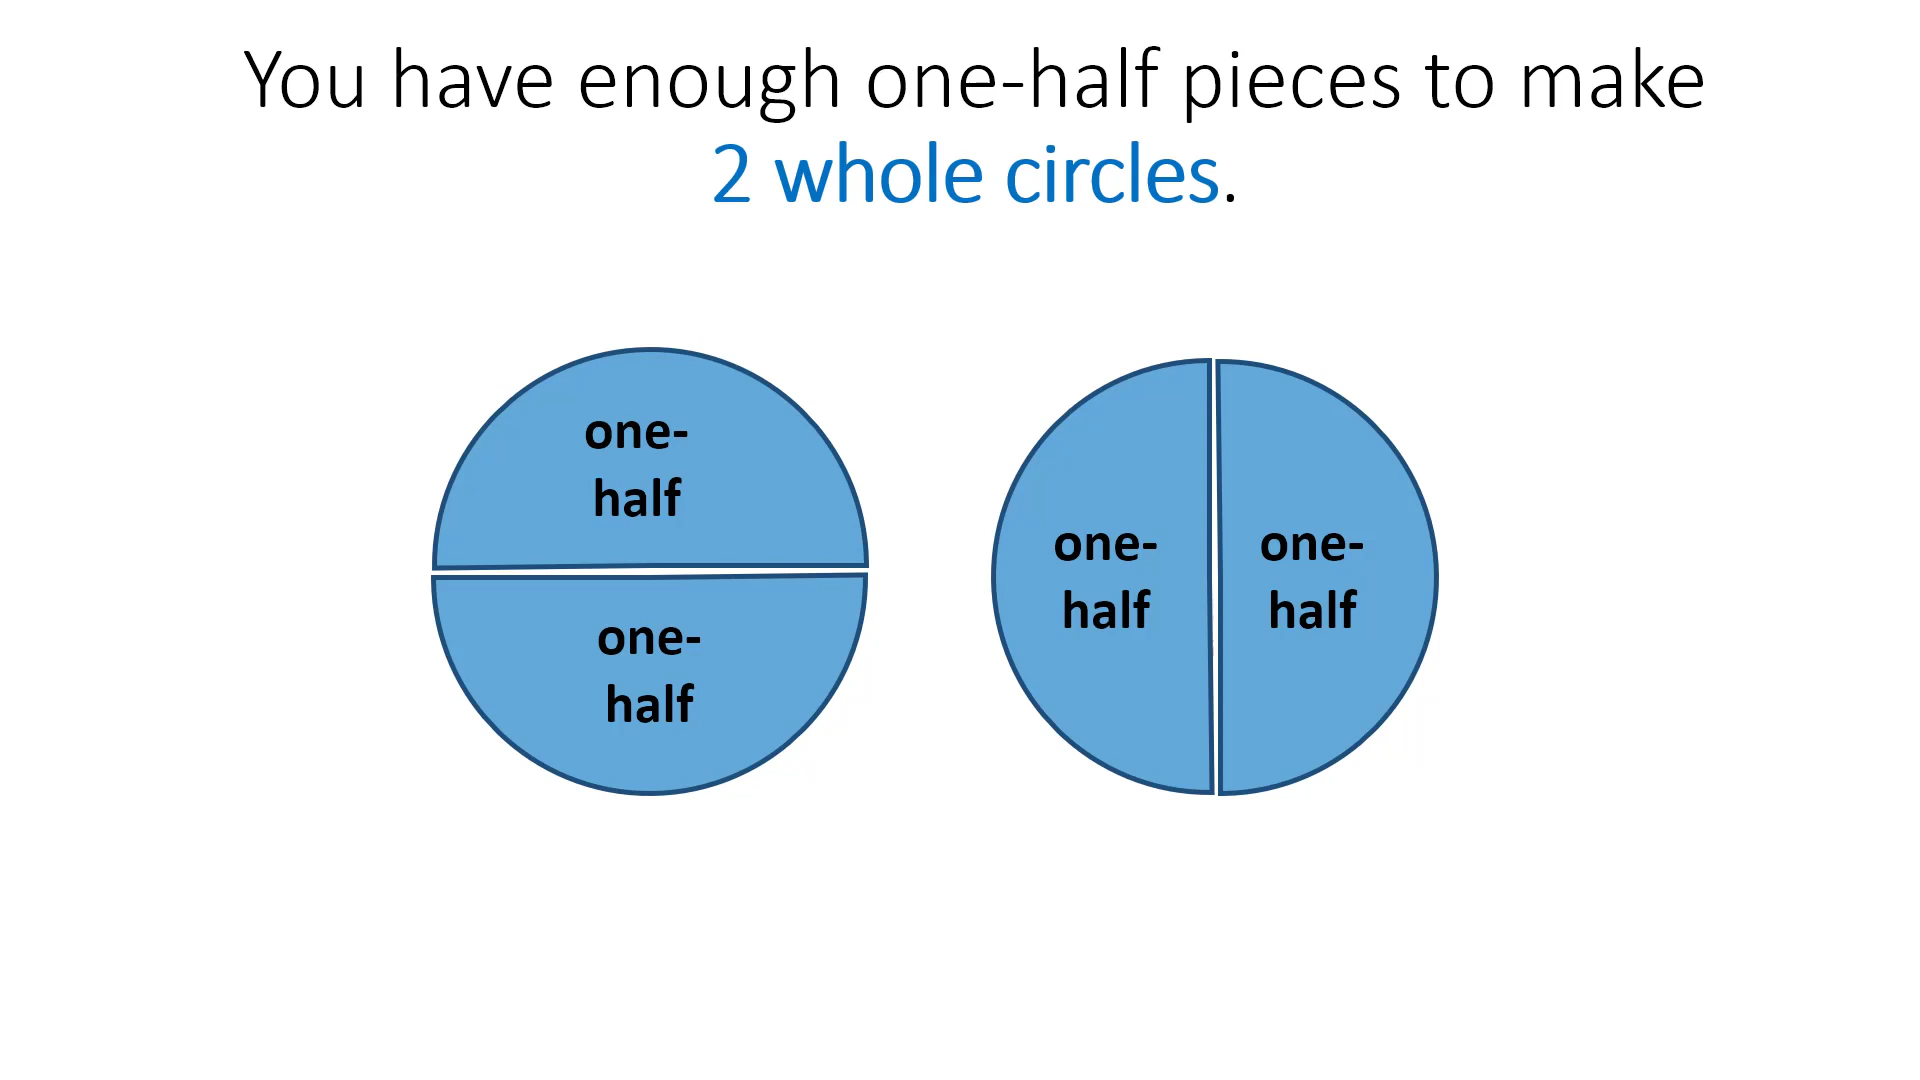 You have enough one-half pieces to make
2 whole circles.
one-
half
one-
half
one-
half
one-
half